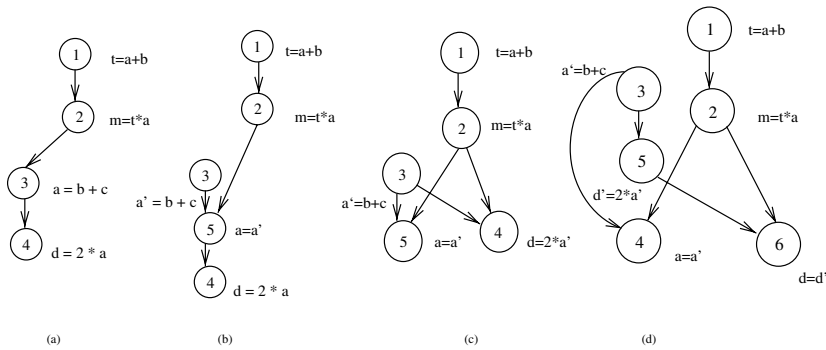 1
t=a+b
2
m=t*a
3
a = b + c
4
d = 2 * a
(a)
1
t=a+b
2
m=t*a
3
a' = b + c
5
a=a'
4
d = 2 * a
(b)
1
t=a+b
2
m=t*a
3
a'=b+c
5
a=a'
4
d=2*a'
(c)
1
t=a+b
a'=b+c
3
2
m=t*a
5
d'=2*a'
4
a=a'
6
d=d'
(d)